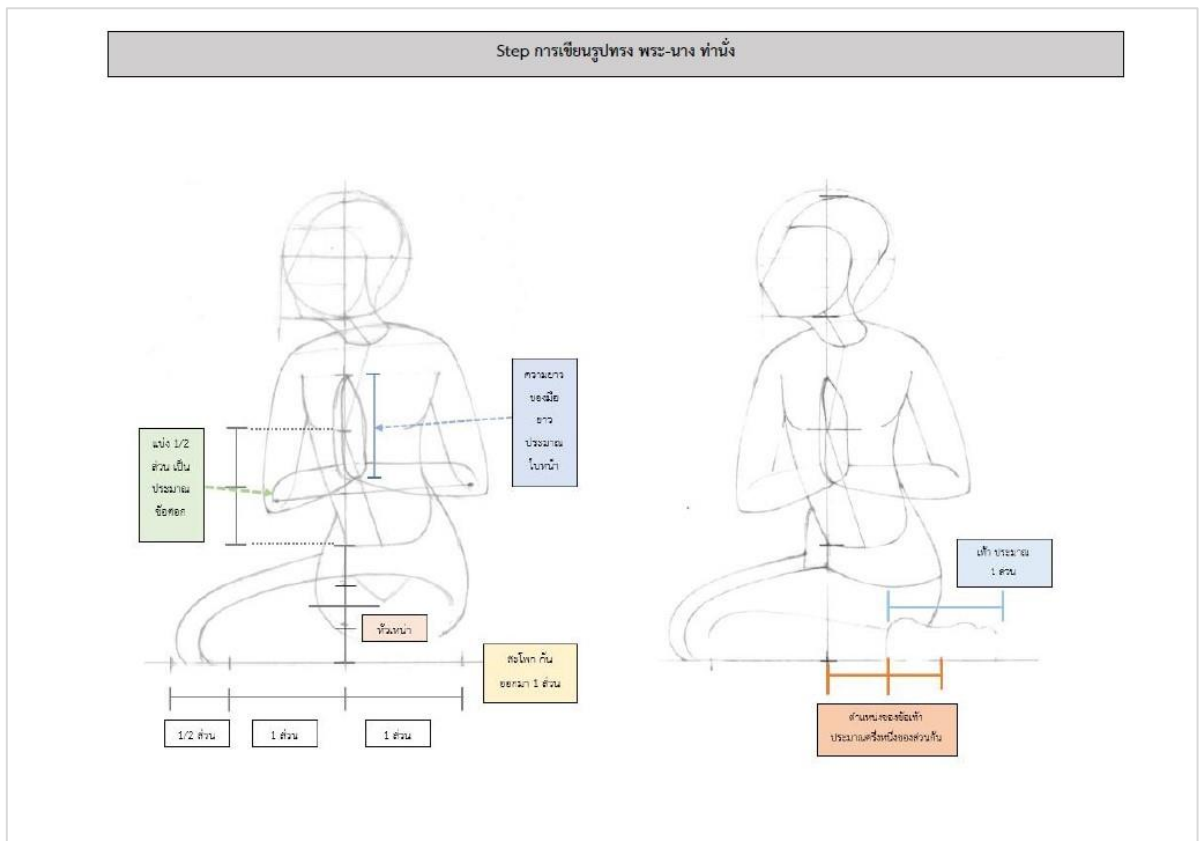 Step การเขียนรูปทรง พระ-นาง ท่านั่ง
ความยาว
ของมือ
ยาว
ประมาณ
ใบหน้า
แบ่ง 1/2
ส่วน เป็น
ประมาณ
ข้อศอก
หัวเหน่า
สะโพก ก้น
ออกมา 1 ส่วน
1/2 ส่วน
1 ส่วน
1 ส่วน
เท้า ประมาณ
1 ส่วน
ตำแหน่งของข้อเท้า
ประมาณครึ่งหนึ่งของส่วนก้น